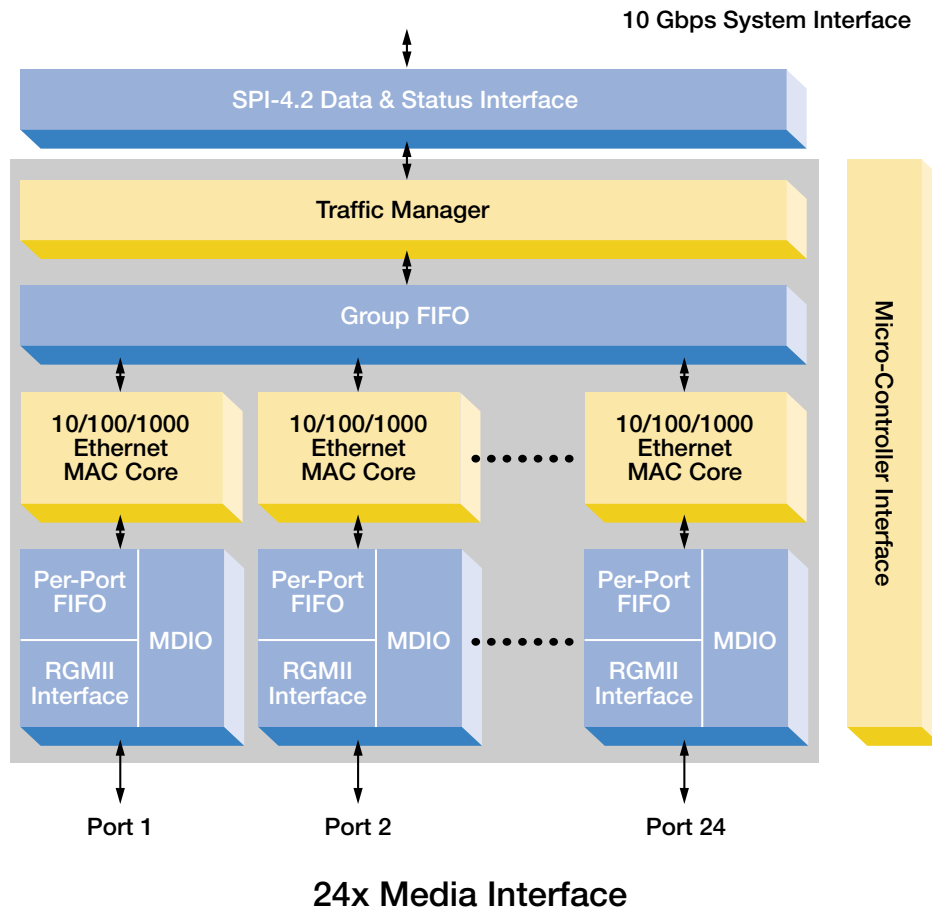 10 Gbps System Interface
SPI-4.2 Data & Status Interface
Traffic Manager
Group FIFO
Micro-Controller Interface
10/100/1000
Ethernet
MAC Core
10/100/1000
Ethernet
MAC Core
10/100/1000
Ethernet
MAC Core
Per-Port
FIFO
MDIO
RGMII
Interface
Per-Port
FIFO
MDIO
RGMII
Interface
Per-Port
FIFO
MDIO
RGMII
Interface
Port 1
Port 2
Port 24
24x Media Interface